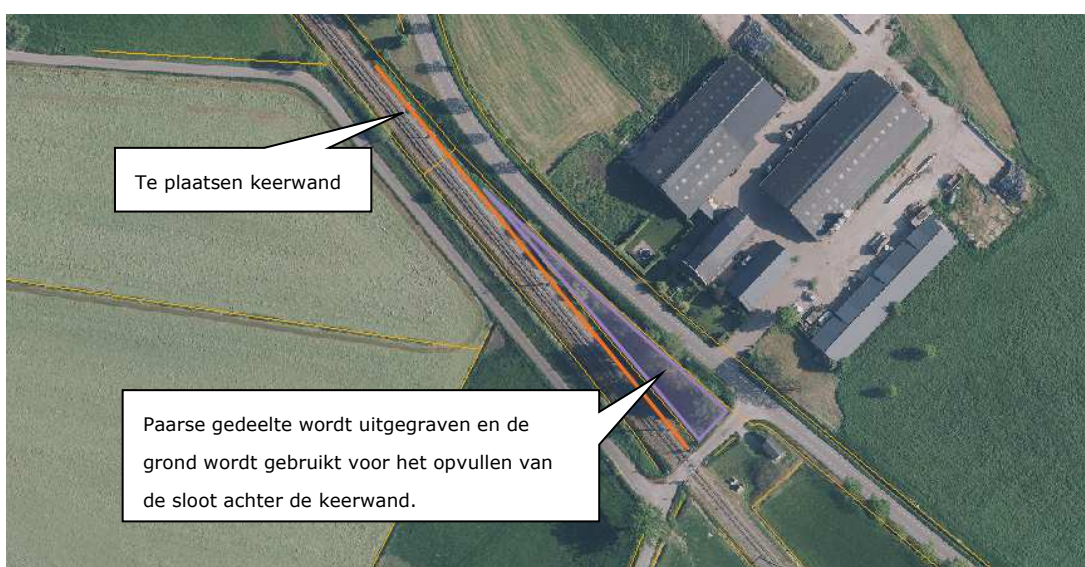 Te plaatsen keerwand
Paarse gedeelte wordt uitgegraven en de
grond wordt gebruikt voor het opvullen van
de sloot achter de keerwand.